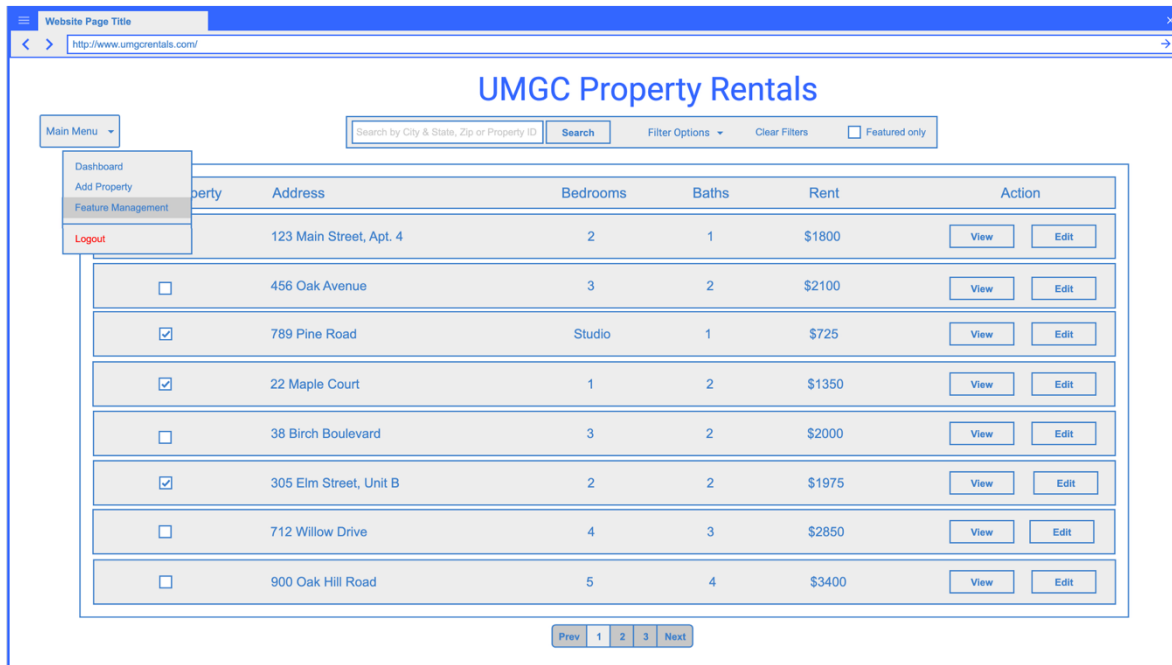 Website Page Title
http://www.umgcrentals.com/
UMGC Property Rentals
Main Menu
Search by City & State, Zip or Property ID Search Filter Options Clear Filters Featured only
Dashboard
Add Property
Feature Management
Logout
perty Address Bedrooms Baths Rent Action
123 Main Street, Apt. 4 2 1 $1800 View Edit
456 Oak Avenue 3 2 $2100 View Edit
789 Pine Road Studio 1 $725 View Edit
22 Maple Court 1 2 $1350 View Edit
38 Birch Boulevard 3 2 $2000 View Edit
305 Elm Street, Unit B 2 2 $1975 View Edit
712 Willow Drive 4 3 $2850 View Edit
900 Oak Hill Road 5 4 $3400 View Edit
Prev 1 2 3 Next